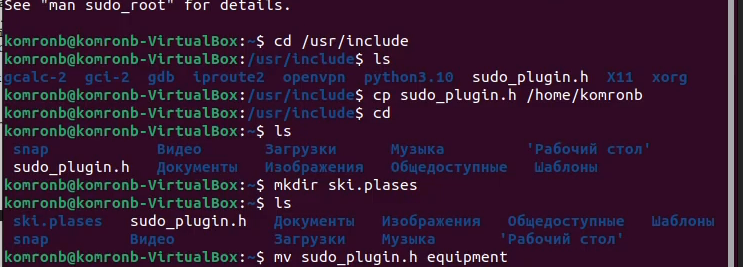 See "man sudo_root" for details.
komronb@komronb-VirtualBox:~$ cd /usr/include
komronb@komronb-VirtualBox:/usr/include$ ls
gcalc-2 gci-2 gdb iproute2 openvpn python3.10 sudo_plugin.h X11 xorg
komronb@komronb-VirtualBox:/usr/include$ cp sudo_plugin.h /home/komronb
komronb@komronb-VirtualBox:/usr/include$ cd
komronb@komronb-VirtualBox:~$ ls
snap Видео Загрузки Музыка 'Рабочий стол'
sudo_plugin.h Документы Изображения Общедоступные Шаблоны
komronb@komronb-VirtualBox:~$ mkdir ski.plases
komronb@komronb-VirtualBox:~$ ls
ski.plases sudo_plugin.h Документы Изображения Общедоступные Шаблоны
snap Видео Загрузки Музыка 'Рабочий стол'
komronb@komronb-VirtualBox:~$ mv sudo_plugin.h equipment